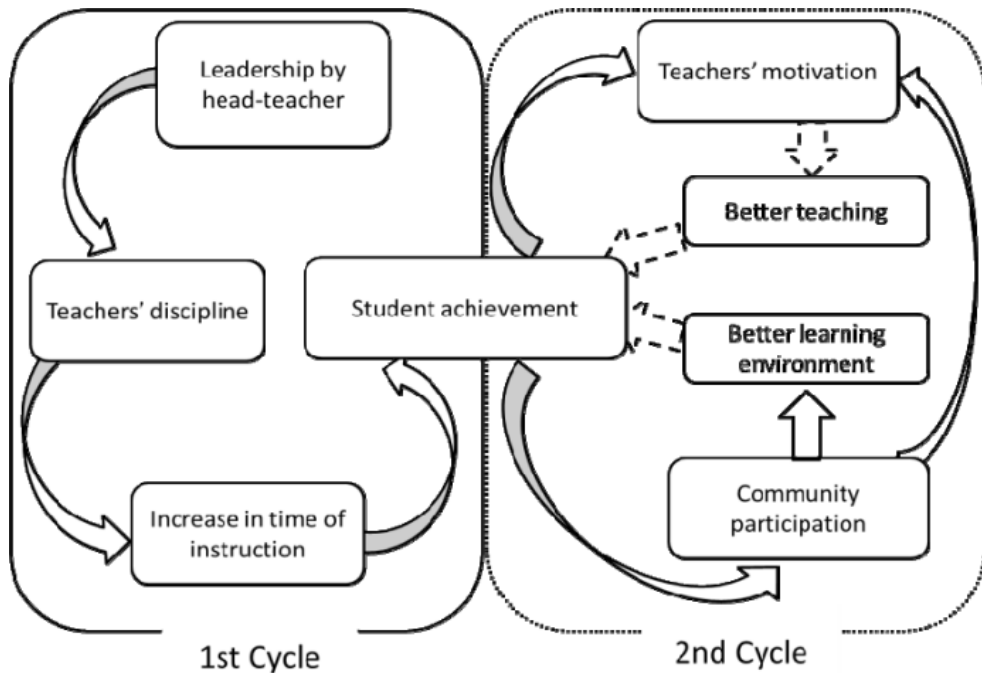 Leadership by
head-teacher
Teachers’ discipline
Increase in time of
instruction
Student achievement
1st Cycle
Teachers’ motivation
Better teaching
Better learning
environment
Community
participation
2nd Cycle